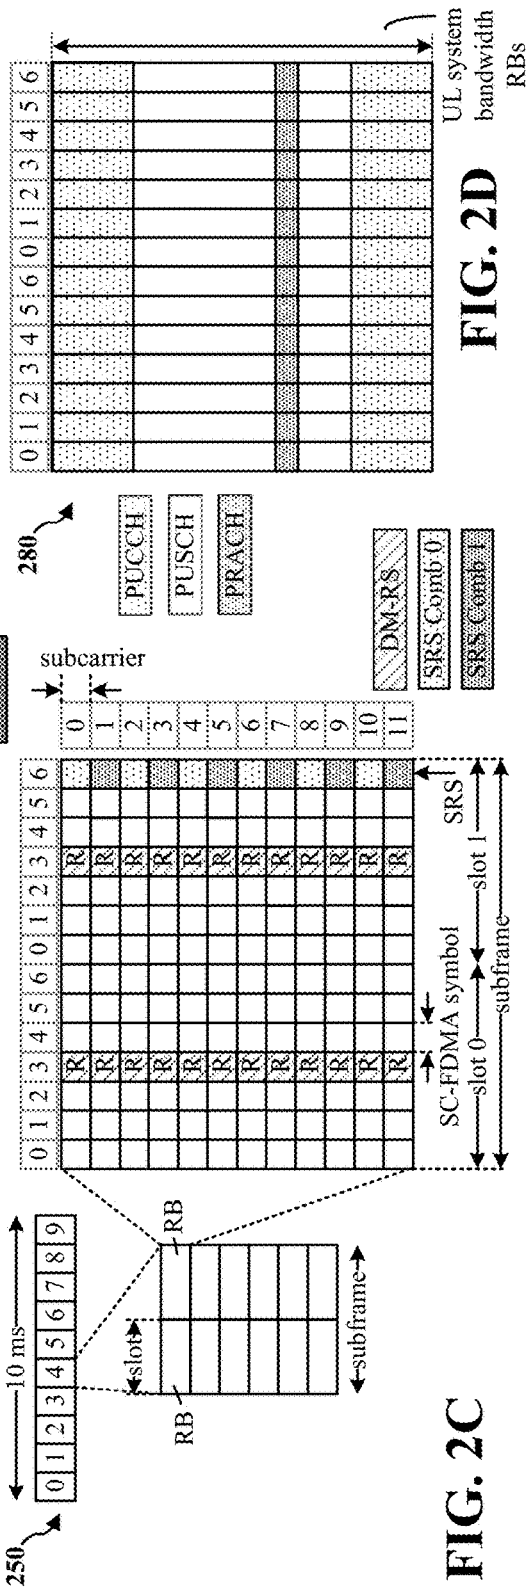 250
10 ms
0 1 2 3 4 5 6 7 8 9
slot
RB
RB
subframe
FIG. 2C
0 1 2 3 4 5 6 0 1 2 3 4 5 6
subcarrier
R R 0
R R 1
R R 2
R R 3
R R 4
R R 5
R R 6
R R 7
R R 8
R R 9
R R 10
R R 11
SC-FDMA symbol
SRS
slot 0
slot 1
subframe
DM-RS
SRS Comb 0
SRS Comb 1
280
0 1 2 3 4 5 6 0 1 2 3 4 5 6
PUCCH
PUSCH
PRACH
UL system
bandwidth
RBs
FIG. 2D